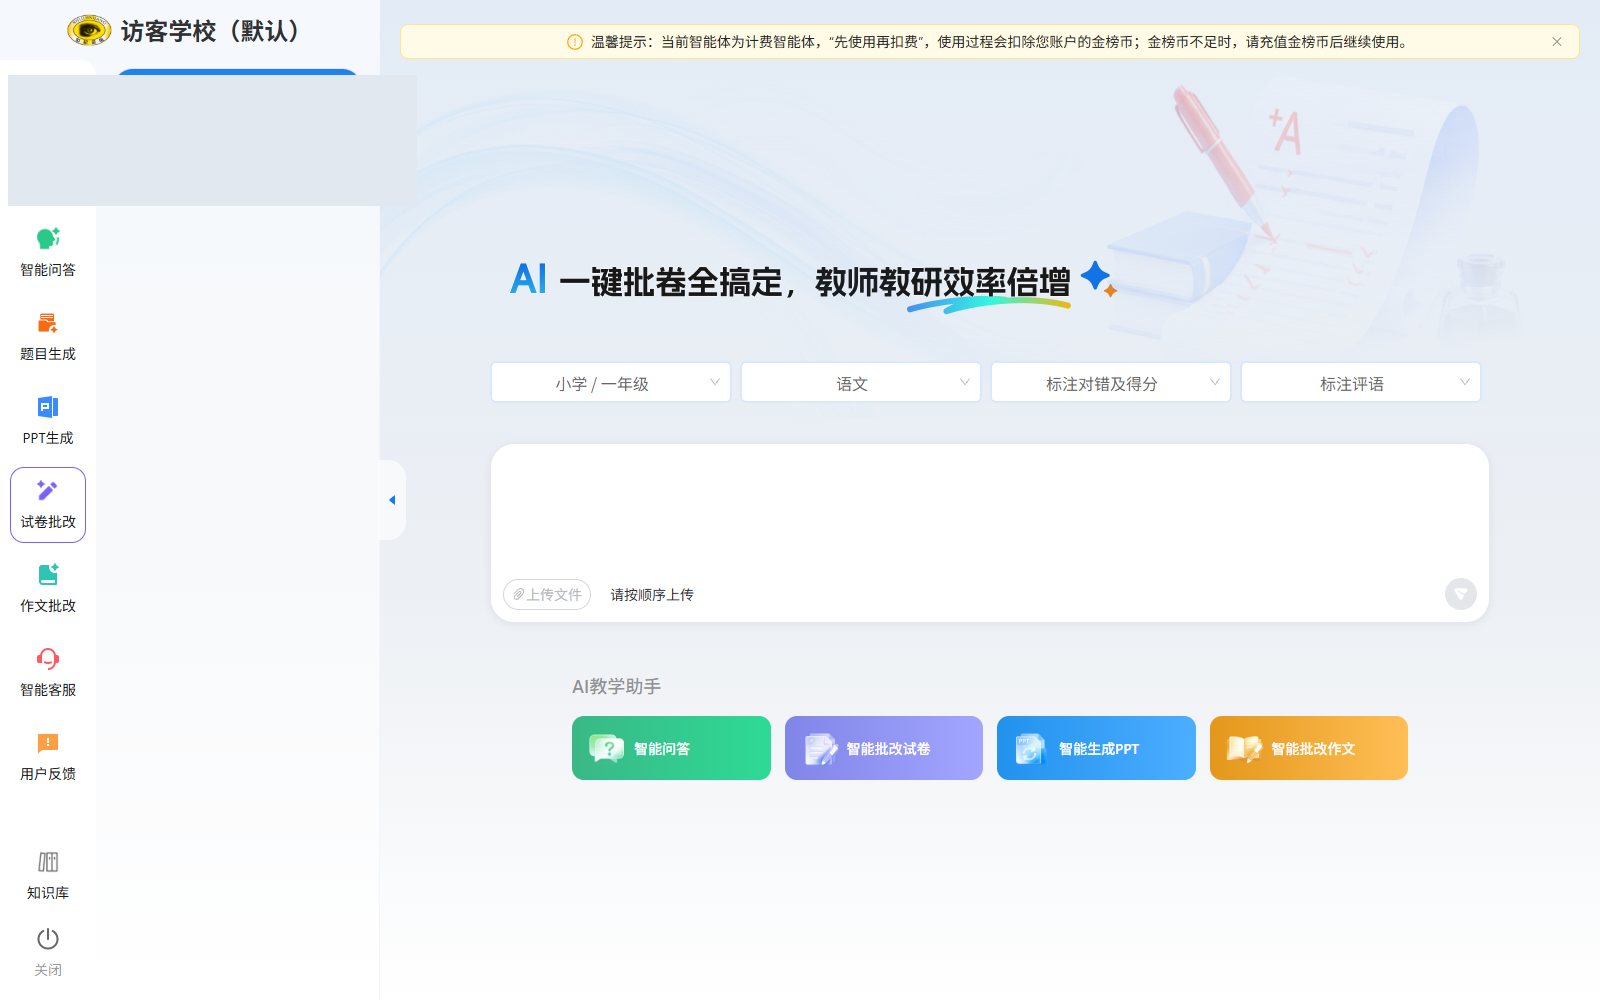 访客学校（默认）
温馨提示：当前智能体为计费智能体，“先使用再扣费”，使用过程会扣除您账户的金榜币；金榜币不足时，请充值金榜币后继续使用。
智能问答
题目生成
PPT生成
试卷批改
作文批改
智能客服
用户反馈
知识库
关闭
A+
AI 一键批卷全搞定，教师教研效率倍增
小学 / 一年级
语文
标注对错及得分
标注评语
上传文件
请按顺序上传
AI教学助手
智能问答
智能批改试卷
智能生成PPT
智能批改作文